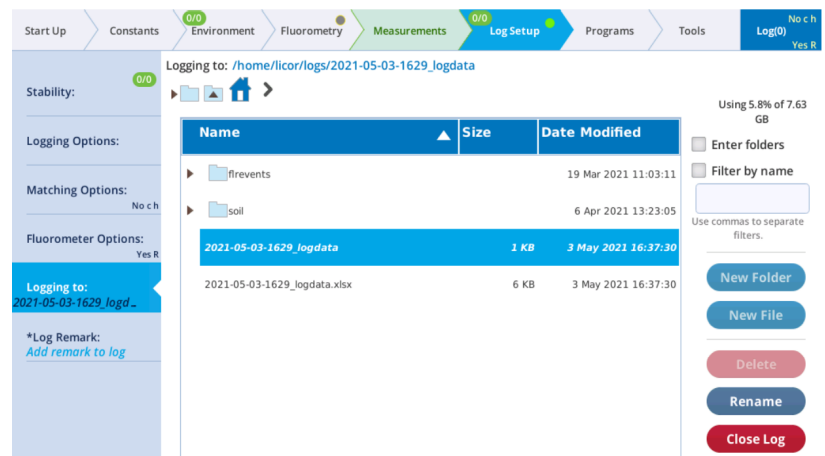 Start Up
Constants
0/0
Environment
Fluorometry
Measurements
0/0
Log Setup
Programs
Tools
No c h
Log(0)
Yes R
Stability:
0/0
Logging Options:
Matching Options:
No c h
Fluorometer Options:
Yes R
Logging to:
2021-05-03-1629_logd...
*Log Remark:
Add remark to log
Logging to: /home/licor/logs/2021-05-03-1629_logdata
Name Size Date Modified
flrevents 19 Mar 2021 11:03:11
soil 6 Apr 2021 13:23:05
2021-05-03-1629_logdata 1 KB 3 May 2021 16:37:30
2021-05-03-1629_logdata.xlsx 6 KB 3 May 2021 16:37:30
Using 5.8% of 7.63
GB
Enter folders
Filter by name
Use commas to separate
filters.
New Folder
New File
Delete
Rename
Close Log